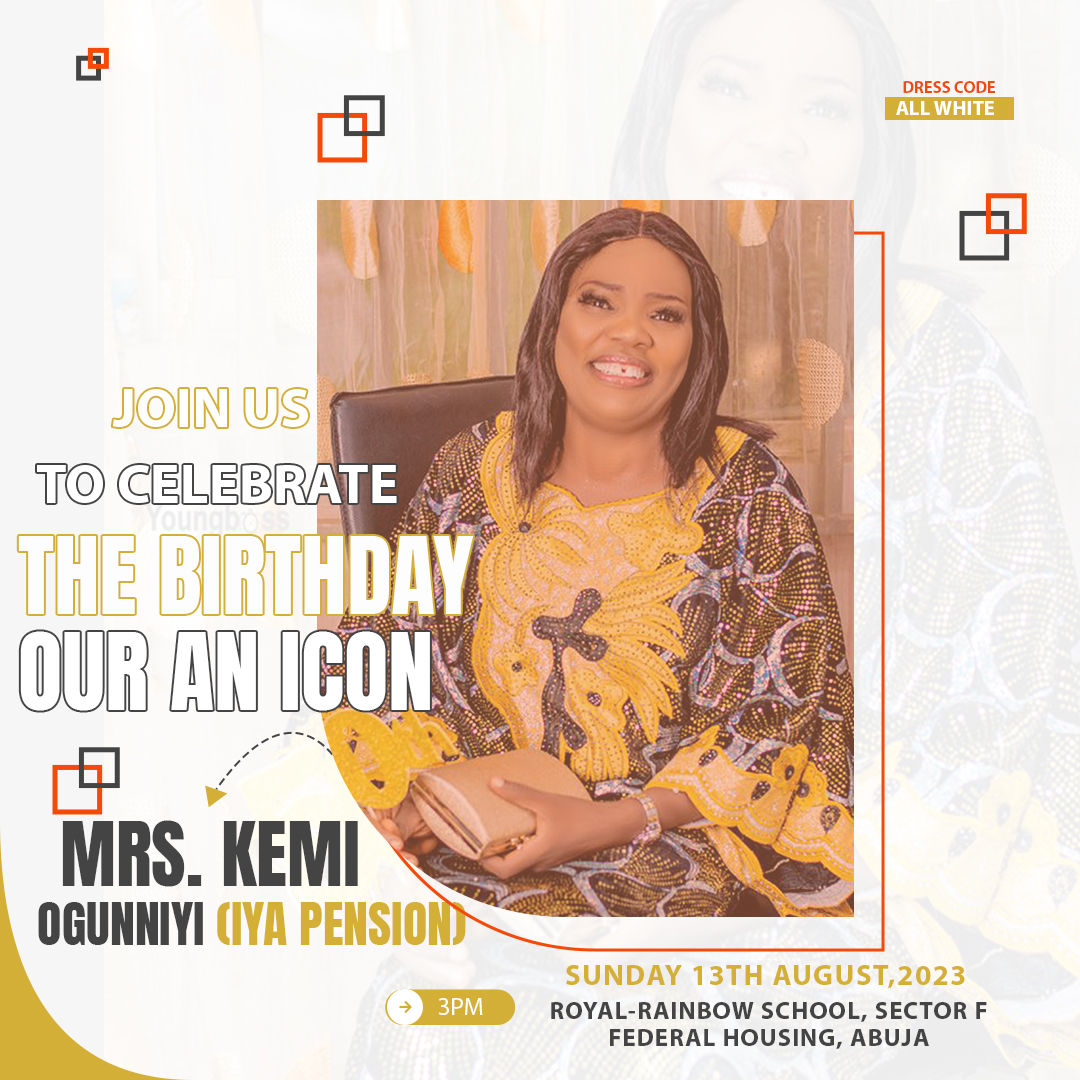 DRESS CODE
ALL WHITE
JOIN US
TO CELEBRATE
Youngboss
THE BIRTHDAY
OUR AN ICON
MRS. KEMI
OGUNNIYI (IYA PENSION)
SUNDAY 13TH AUGUST,2023
3PM
ROYAL-RAINBOW SCHOOL, SECTOR F
FEDERAL HOUSING, ABUJA